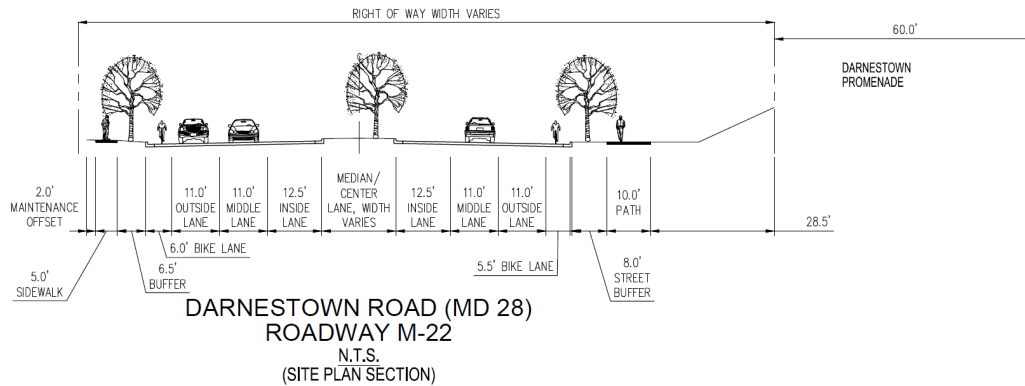 RIGHT OF WAY WIDTH VARIES
60.0'
DARNESTOWN
PROMENADE
2.0'
MAINTENANCE
OFFSET
5.0'
SIDEWALK
6.5'
BUFFER
6.0' BIKE LANE
11.0'
OUTSIDE
LANE
11.0'
MIDDLE
LANE
12.5'
INSIDE
LANE
MEDIAN/
CENTER
LANE, WIDTH
VARIES
12.5'
INSIDE
LANE
11.0'
MIDDLE
LANE
11.0'
OUTSIDE
LANE
5.5' BIKE LANE
8.0'
STREET
BUFFER
10.0'
PATH
28.5'
DARNESTOWN ROAD (MD 28)
ROADWAY M-22
N.T.S.
(SITE PLAN SECTION)